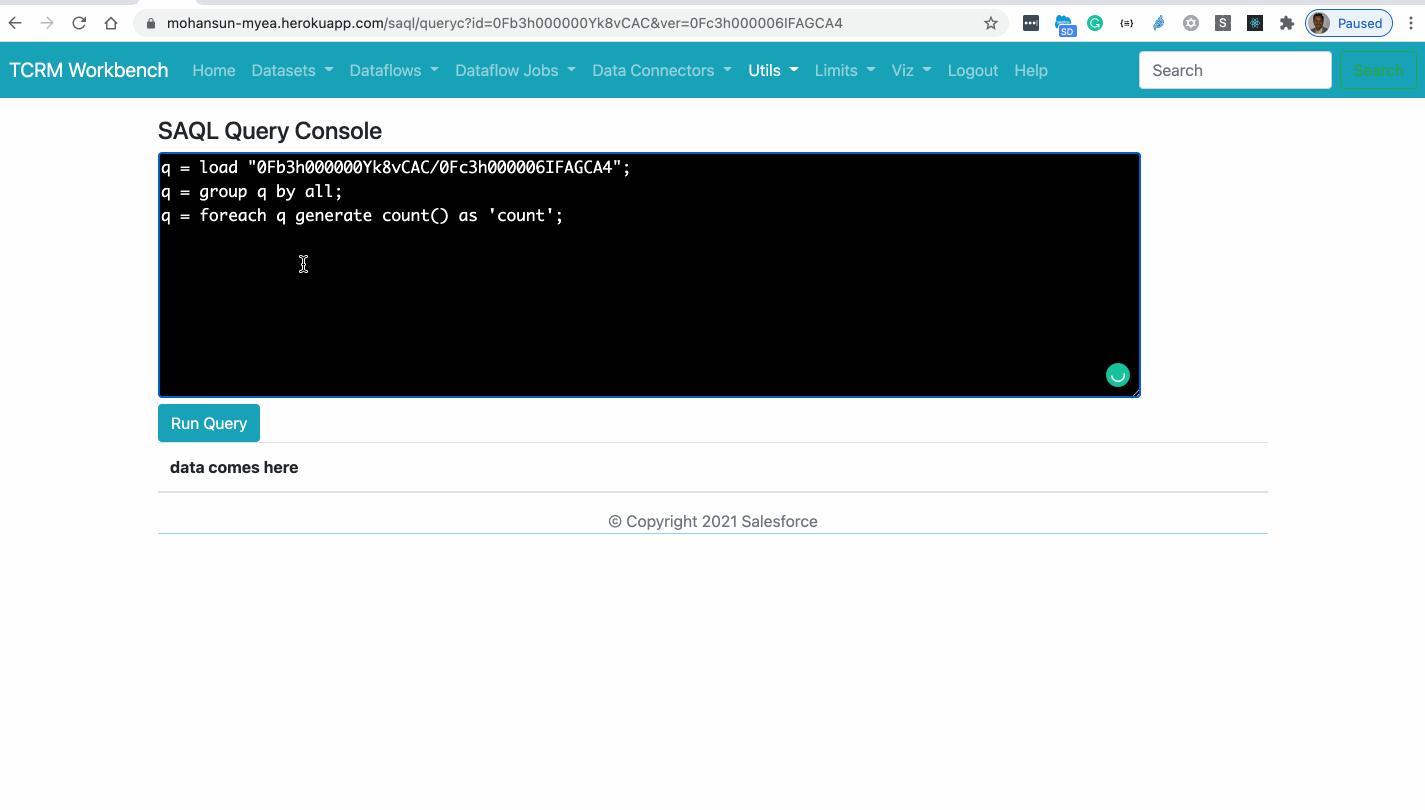 mohansun-myea.herokuapp.com/saql/queryc?id=0Fb3h000000Yk8vCAC&ver=0Fc3h000006IFAGCA4
SD
G
{=}
S
Paused
TCRM Workbench Home Datasets Dataflows Dataflow Jobs Data Connectors Utils Limits Viz Logout Help Search Search
SAQL Query Console
q = load "0Fb3h000000Yk8vCAC/0Fc3h000006IFAGCA4";
q = group q by all;
q = foreach q generate count() as 'count';
Run Query
data comes here
© Copyright 2021 Salesforce